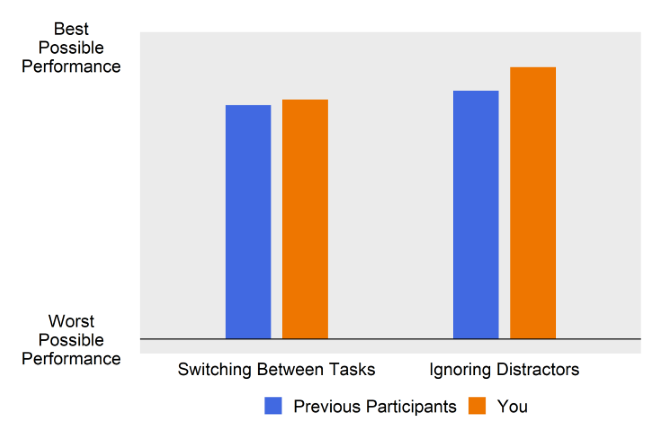 Best
Possible
Performance
Worst
Possible
Performance
Switching Between Tasks
Ignoring Distractors
Previous Participants
You